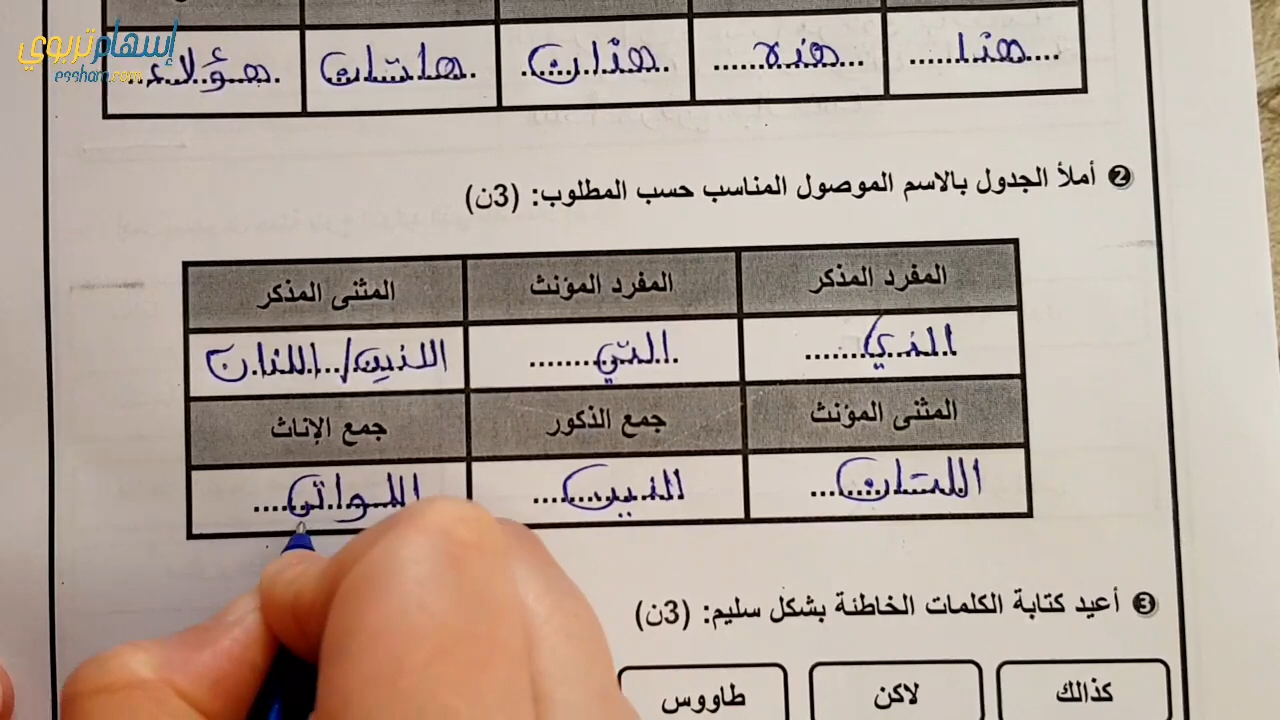 إسهام تربوي
essham.com
هذا هذه هذان هاتان هؤلاء
❷ أملأ الجدول بالاسم الموصول المناسب حسب المطلوب: (3ن)
المفرد المذكر المفرد المؤنث المثنى المذكر
الذي التي اللذين/ اللذان
المثنى المؤنث جمع الذكور جمع الإناث
اللتان الذين اللواتي
❸ أعيد كتابة الكلمات الخاطئة بشكل سليم: (3ن)
كذالك لاكن طاووس